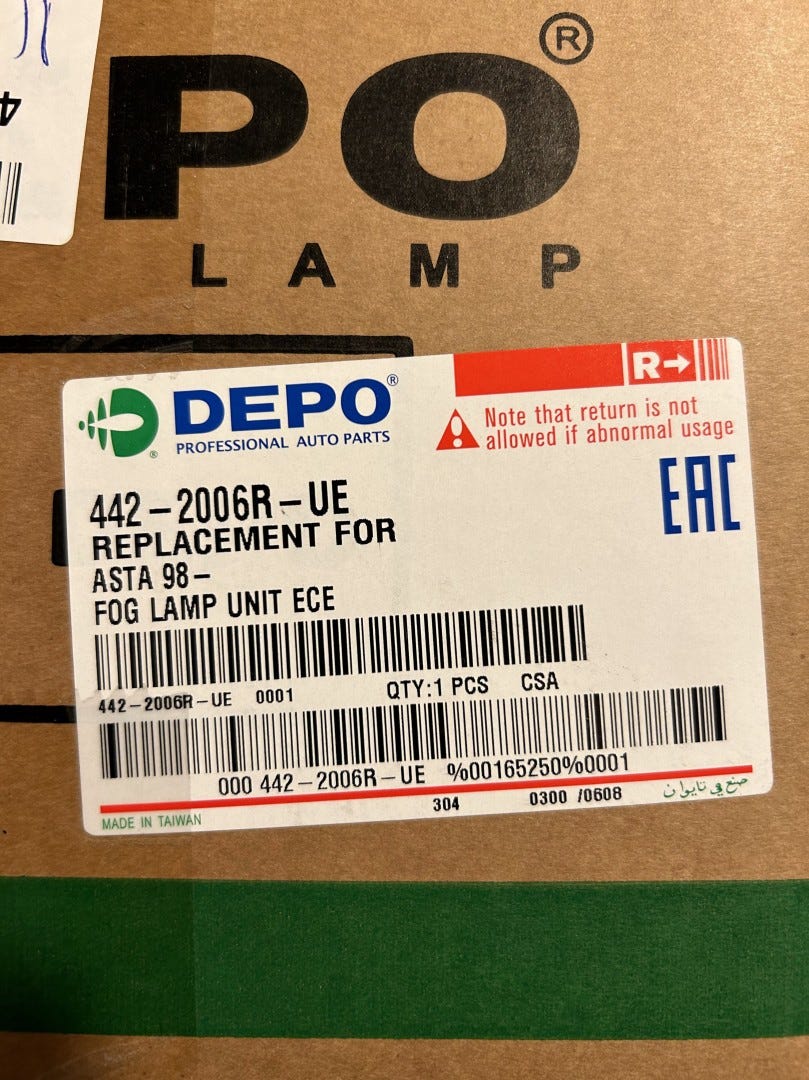 PO®
LAMP
4
DEPO®
PROFESSIONAL AUTO PARTS
®
R→
Note that return is not
allowed if abnormal usage
EAC
442-2006R-UE
REPLACEMENT FOR
ASTA 98-
FOG LAMP UNIT ECE
442-2006R-UE 0001 QTY:1 PCS CSA
000 442-2006R-UE %00165250%0001
304 0300 /0608
MADE IN TAIWAN
صنع في تايوان